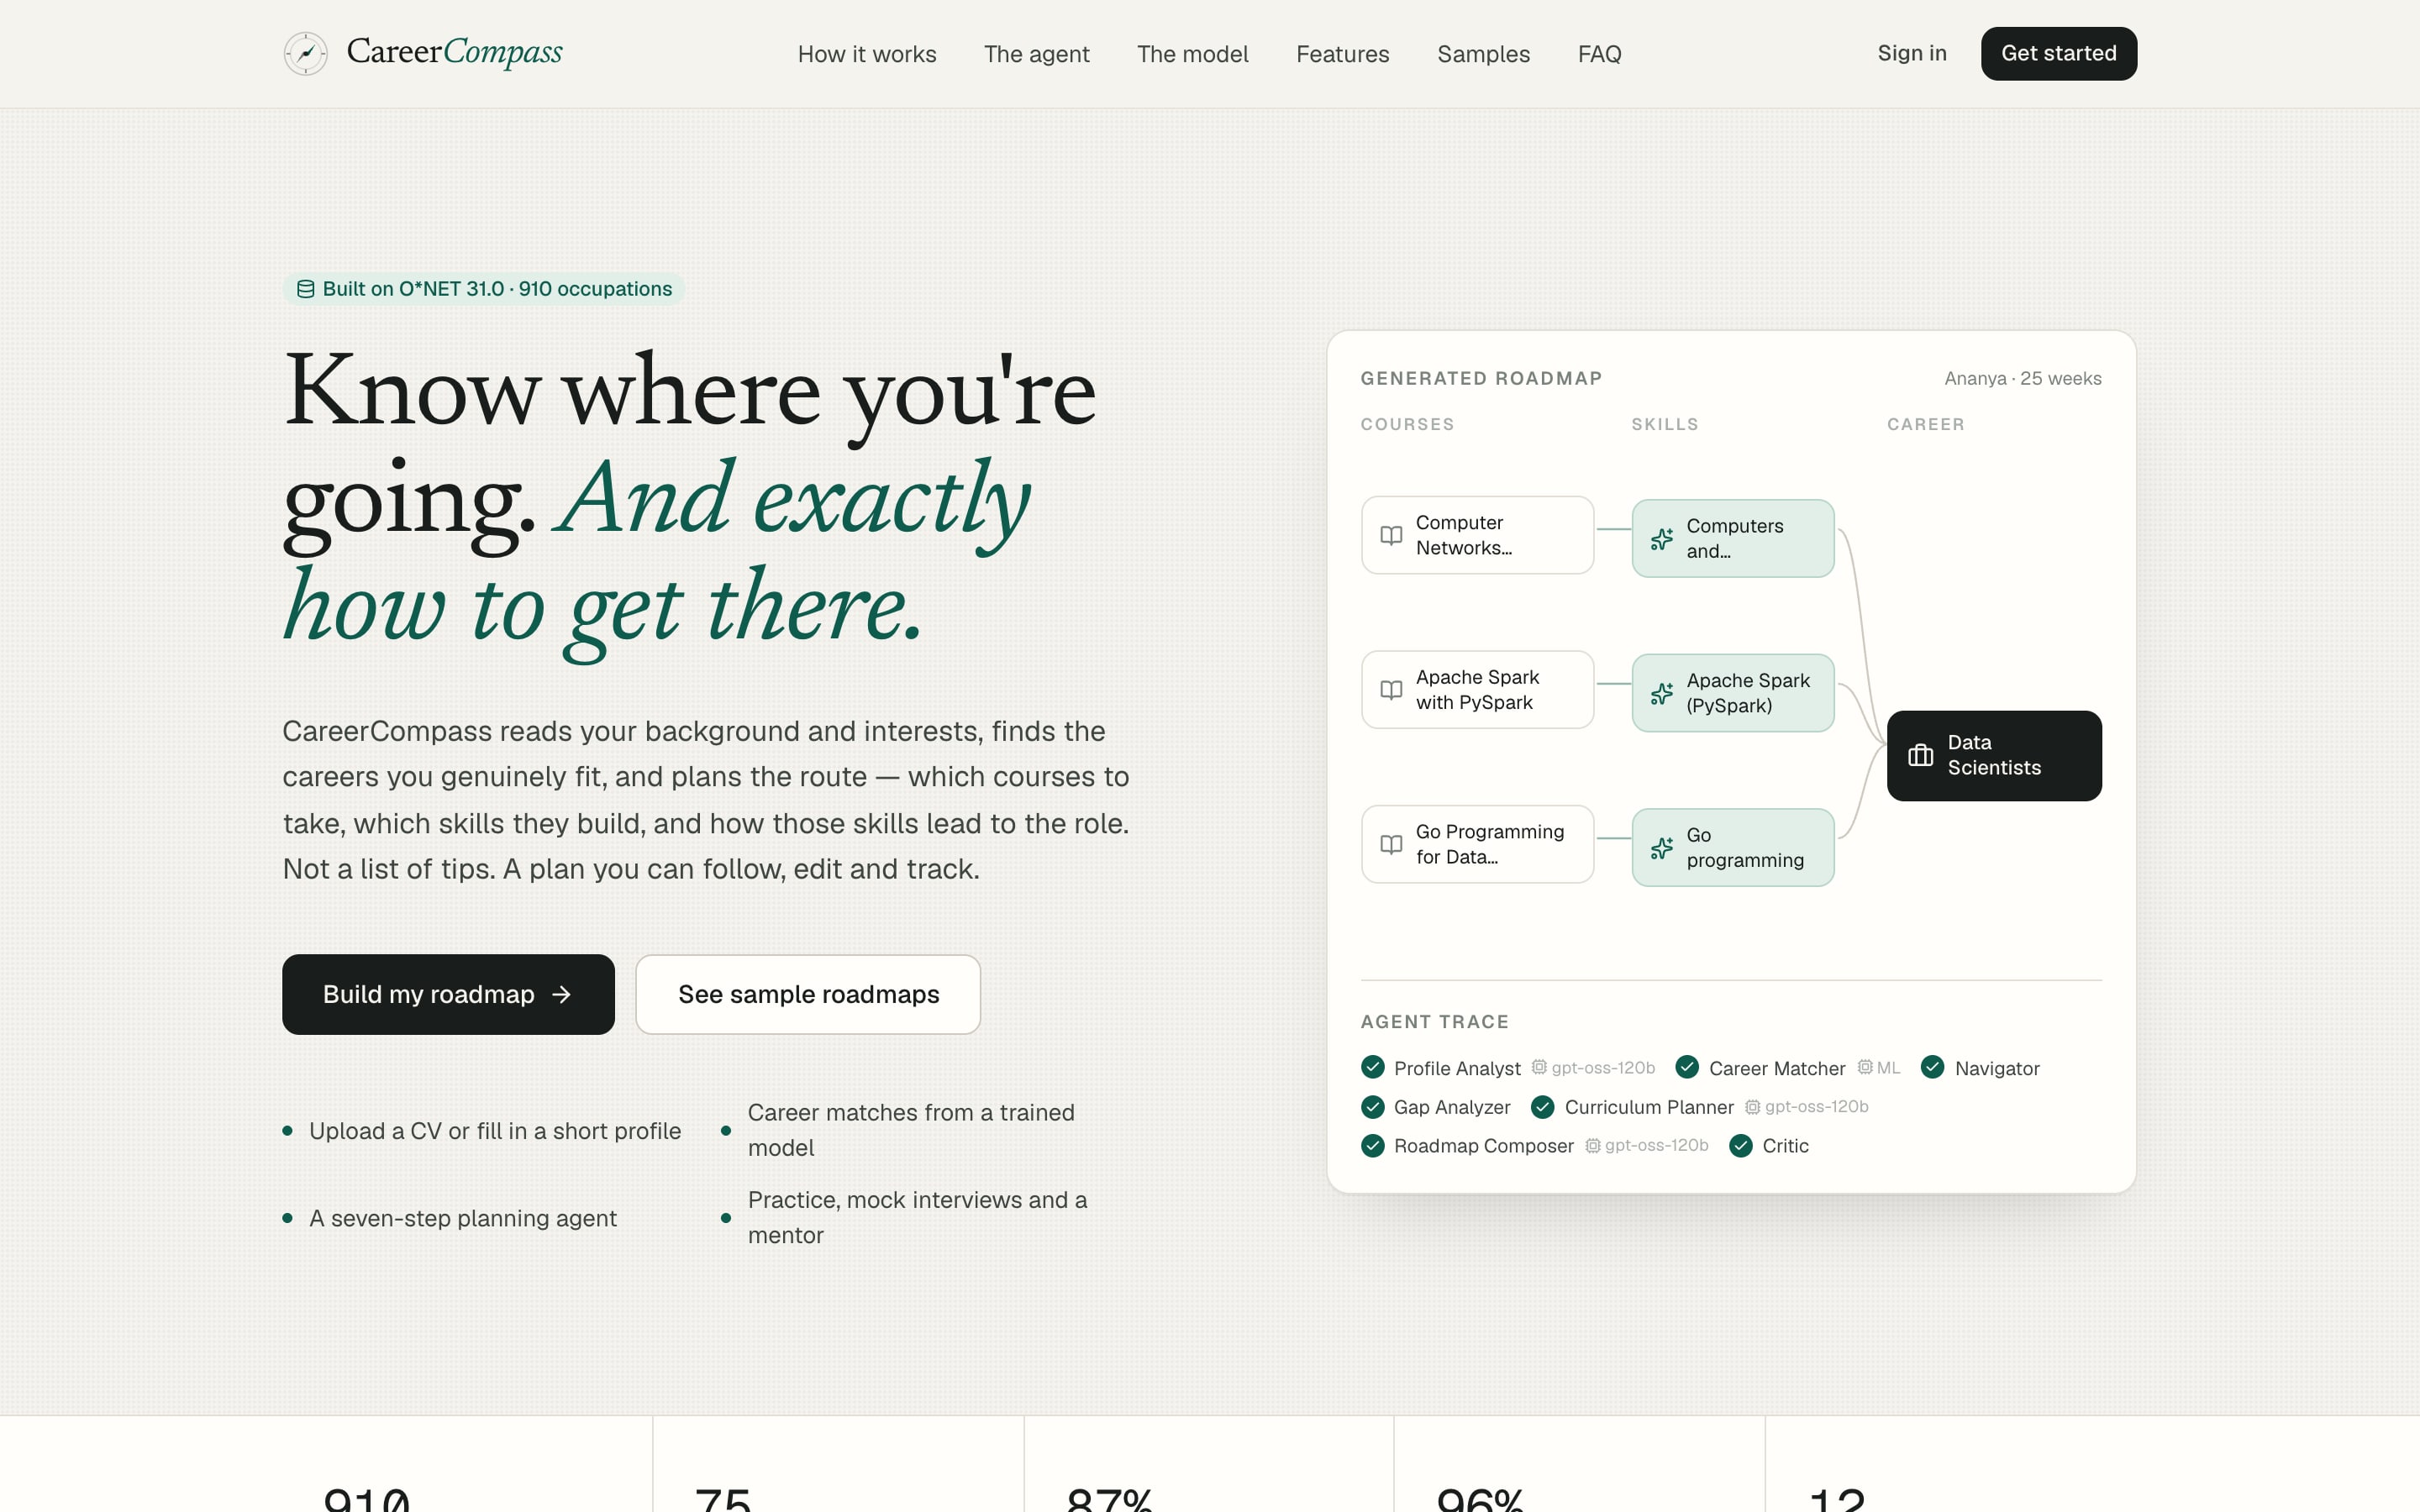 CareerCompass
How it works
The agent
The model
Features
Samples
FAQ
Sign in
Get started
Built on O*NET 31.0 · 910 occupations
Know where you're
going. And exactly
how to get there.
CareerCompass reads your background and interests, finds the
careers you genuinely fit, and plans the route — which courses to
take, which skills they build, and how those skills lead to the role.
Not a list of tips. A plan you can follow, edit and track.
Build my roadmap →
See sample roadmaps
Upload a CV or fill in a short profile
Career matches from a trained
model
A seven-step planning agent
Practice, mock interviews and a
mentor
GENERATED ROADMAP
Ananya · 25 weeks
COURSES
SKILLS
CAREER
Computer
Networks...
Computers
and...
Apache Spark
with PySpark
Apache Spark
(PySpark)
Data
Scientists
Go Programming
for Data...
Go
programming
AGENT TRACE
Profile Analyst gpt-oss-120b
Career Matcher ML
Navigator
Gap Analyzer
Curriculum Planner gpt-oss-120b
Roadmap Composer gpt-oss-120b
Critic
910
75
87%
96%
12